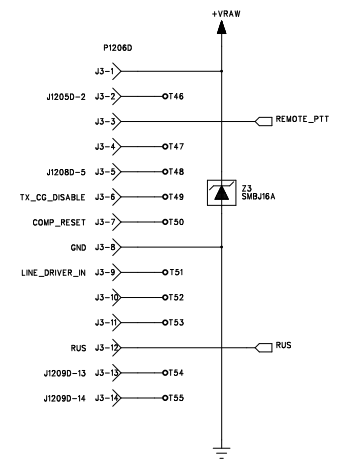 +VRAW
P1206D
J3-1
J1205D-2 J3-2 T46
J3-3 REMOTE_PTT
J3-4 T47
J1208D-5 J3-5 T48
Z3
TX_CG_DISABLE J3-6 T49 SMBJ16A
COMP_RESET J3-7 T50
GND J3-8
LINE_DRIVER_IN J3-9 T51
J3-10 T52
J3-11 T53
RUS J3-12 RUS
J1209D-13 J3-13 T54
J1209D-14 J3-14 T55